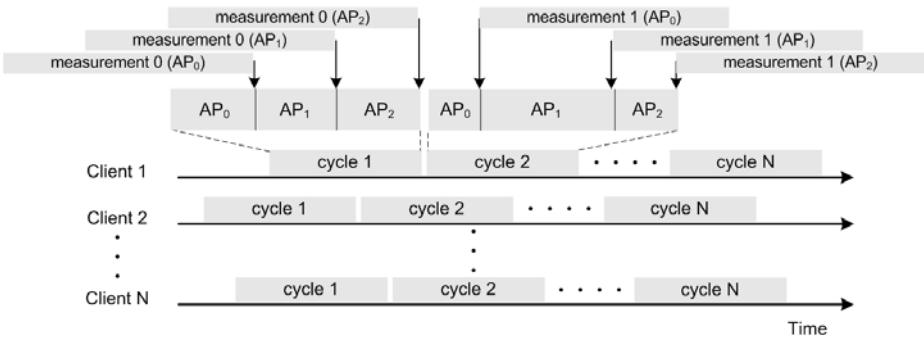 measurement 0 (AP₂) measurement 1 (AP₀)
measurement 0 (AP₁) measurement 1 (AP₁)
measurement 0 (AP₀) measurement 1 (AP₂)
AP₀ AP₁ AP₂ AP₀ AP₁ AP₂
Client 1 cycle 1 cycle 2 cycle N
Client 2 cycle 1 cycle 2 cycle N
Client N cycle 1 cycle 2 cycle N
Time